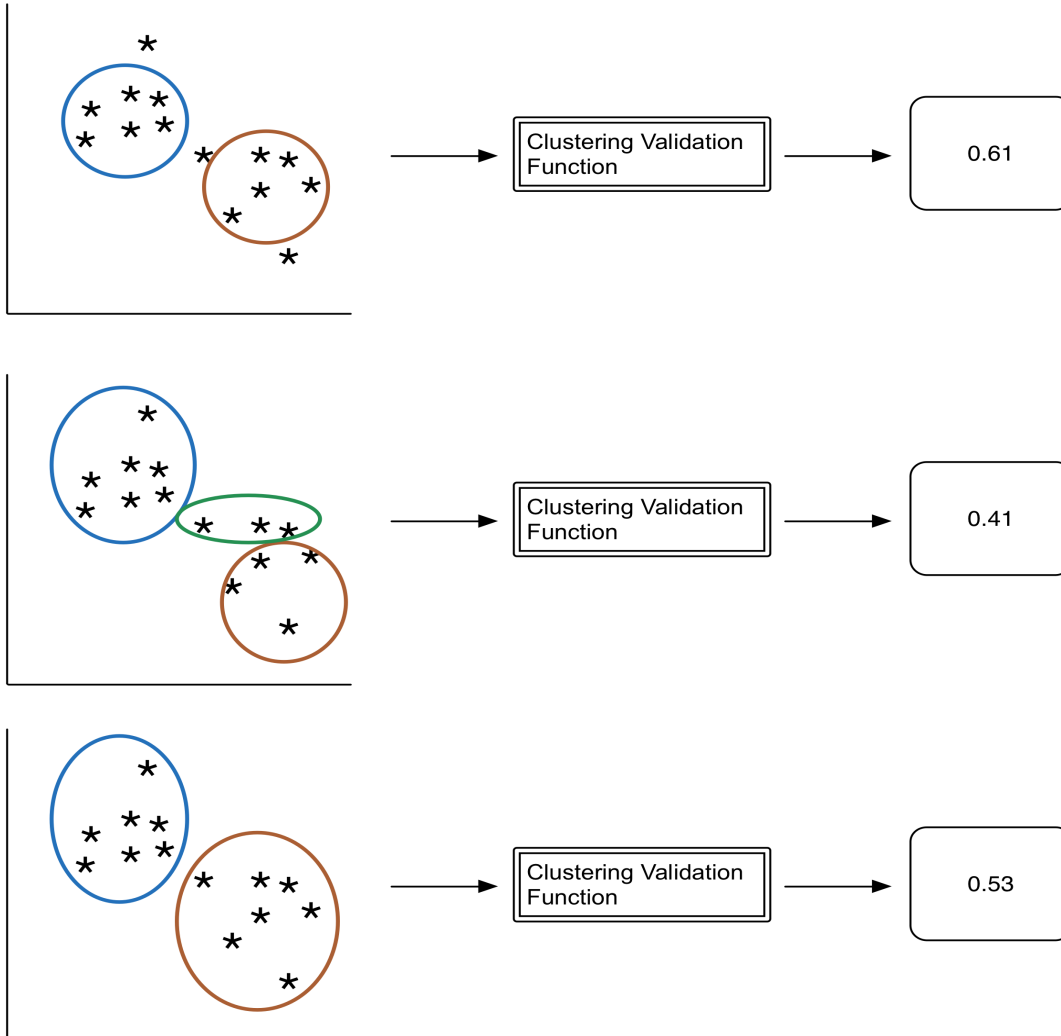 Clustering Validation
Function
0.61
Clustering Validation
Function
0.41
Clustering Validation
Function
0.53